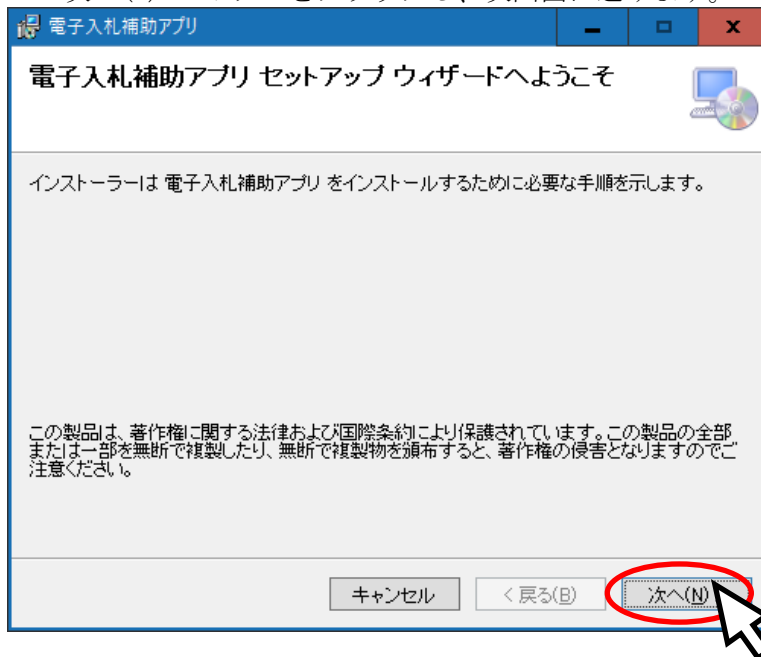 電子入札補助アプリ
電子入札補助アプリ セットアップ ウィザードへようこそ
インストーラーは 電子入札補助アプリ をインストールするために必要な手順を示します。
この製品は、著作権に関する法律および国際条約により保護されています。この製品の全部
または一部を無断で複製したり、無断で複製物を頒布すると、著作権の侵害となりますのでご
注意ください。
キャンセル
< 戻る(B)
次へ(N)